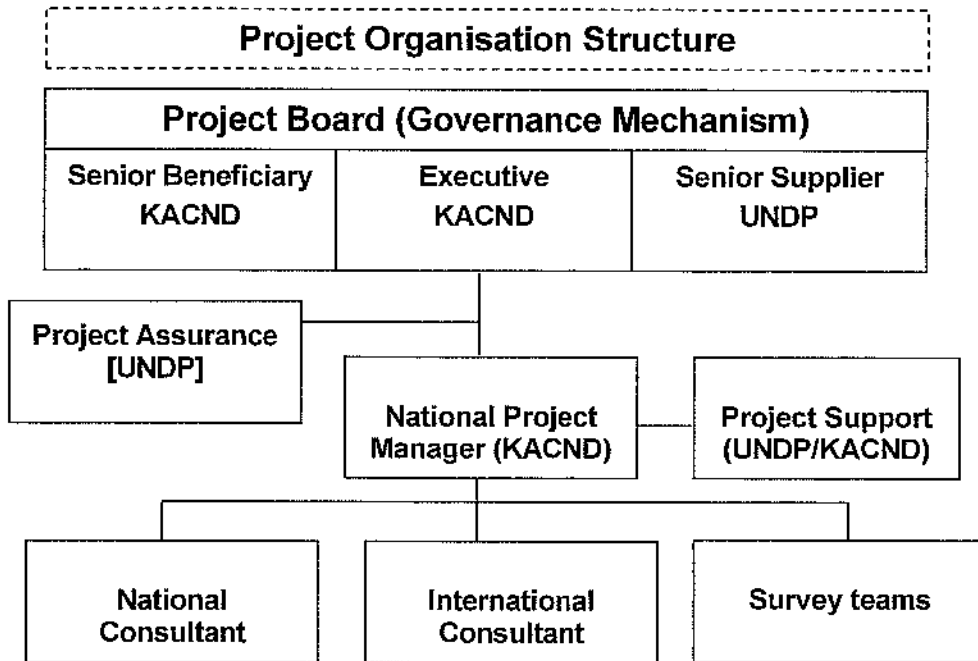 Project Organisation Structure
Project Board (Governance Mechanism)
Senior Beneficiary
KACND
Executive
KACND
Senior Supplier
UNDP
Project Assurance
[UNDP]
National Project
Manager (KACND)
Project Support
(UNDP/KACND)
National
Consultant
International
Consultant
Survey teams